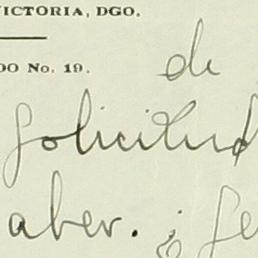 VICTORIA, DGO.
DO No. 19.
de
solicitud
aber.